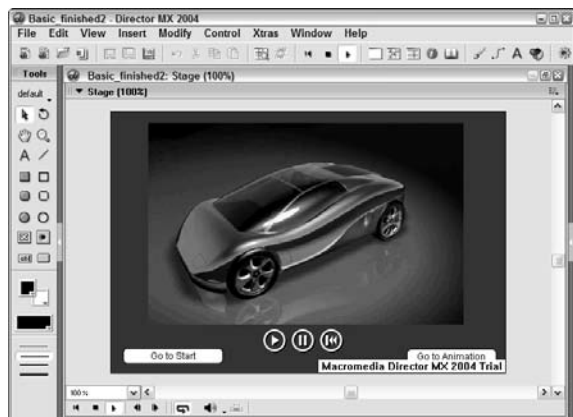 Basic_finished2 - Director MX 2004
File Edit View Insert Modify Control Xtras Window Help
Tools
Basic_finished2: Stage (100%)
default
Stage (100%)
A
Go to Start
Go to Animation
Macromedia Director MX 2004 Trial
100%